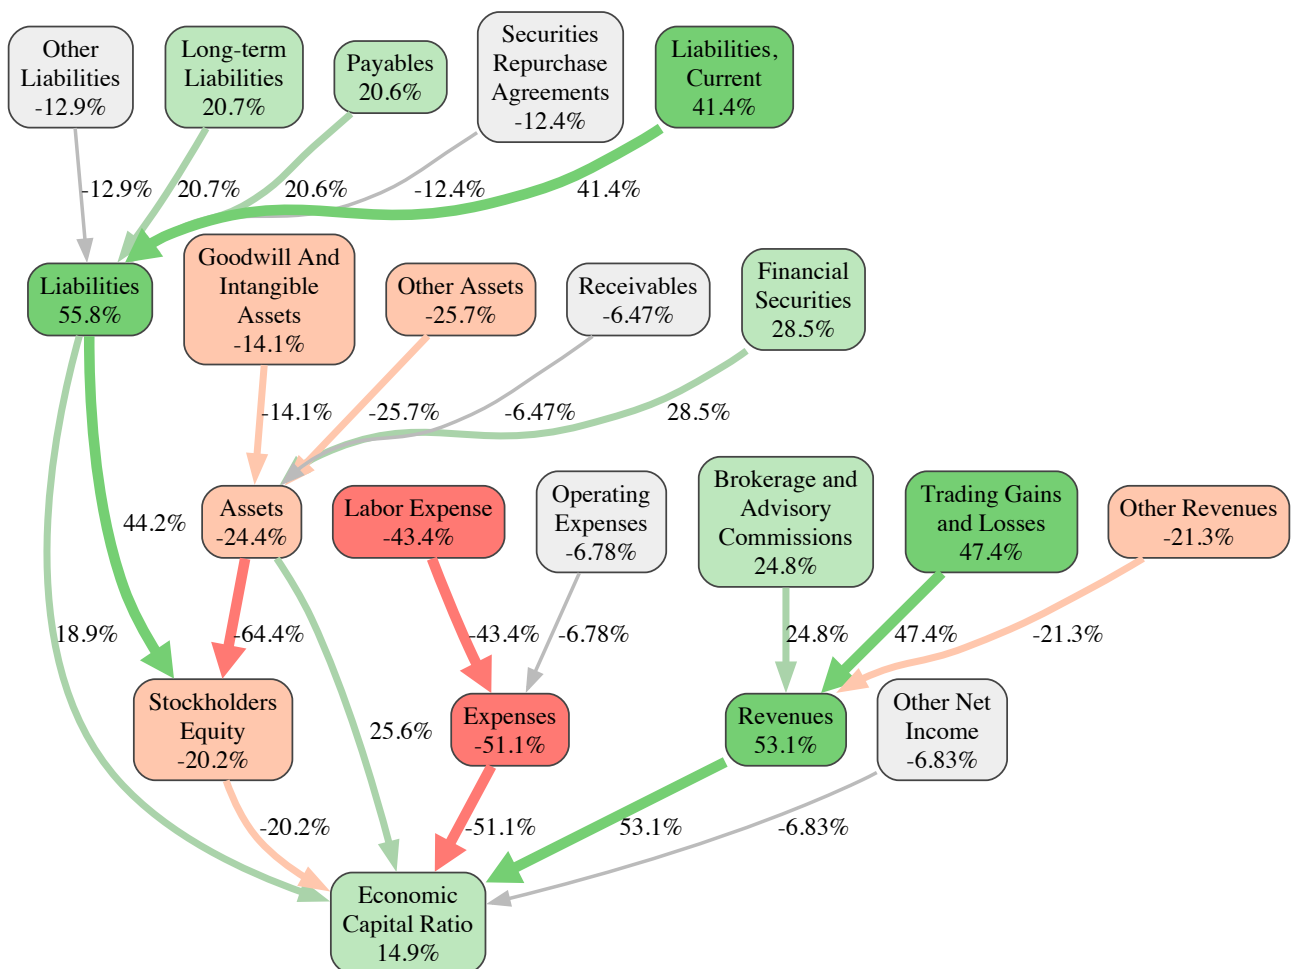 Other
Liabilities
-12.9%
Long-term
Liabilities
20.7%
Payables
20.6%
Securities
Repurchase
Agreements
-12.4%
Liabilities,
Current
41.4%
-12.9%
20.7%
20.6%
-12.4%
41.4%
Liabilities
55.8%
Goodwill And
Intangible
Assets
-14.1%
Other Assets
-25.7%
Receivables
-6.47%
Financial
Securities
28.5%
-14.1%
-25.7%
-6.47%
28.5%
44.2%
Assets
-24.4%
Labor Expense
-43.4%
Operating
Expenses
-6.78%
Brokerage and
Advisory
Commissions
24.8%
Trading Gains
and Losses
47.4%
Other Revenues
-21.3%
18.9%
-64.4%
-43.4%
-6.78%
24.8%
47.4%
-21.3%
Stockholders
Equity
-20.2%
25.6%
Expenses
-51.1%
Revenues
53.1%
Other Net
Income
-6.83%
-20.2%
-51.1%
53.1%
-6.83%
Economic
Capital Ratio
14.9%